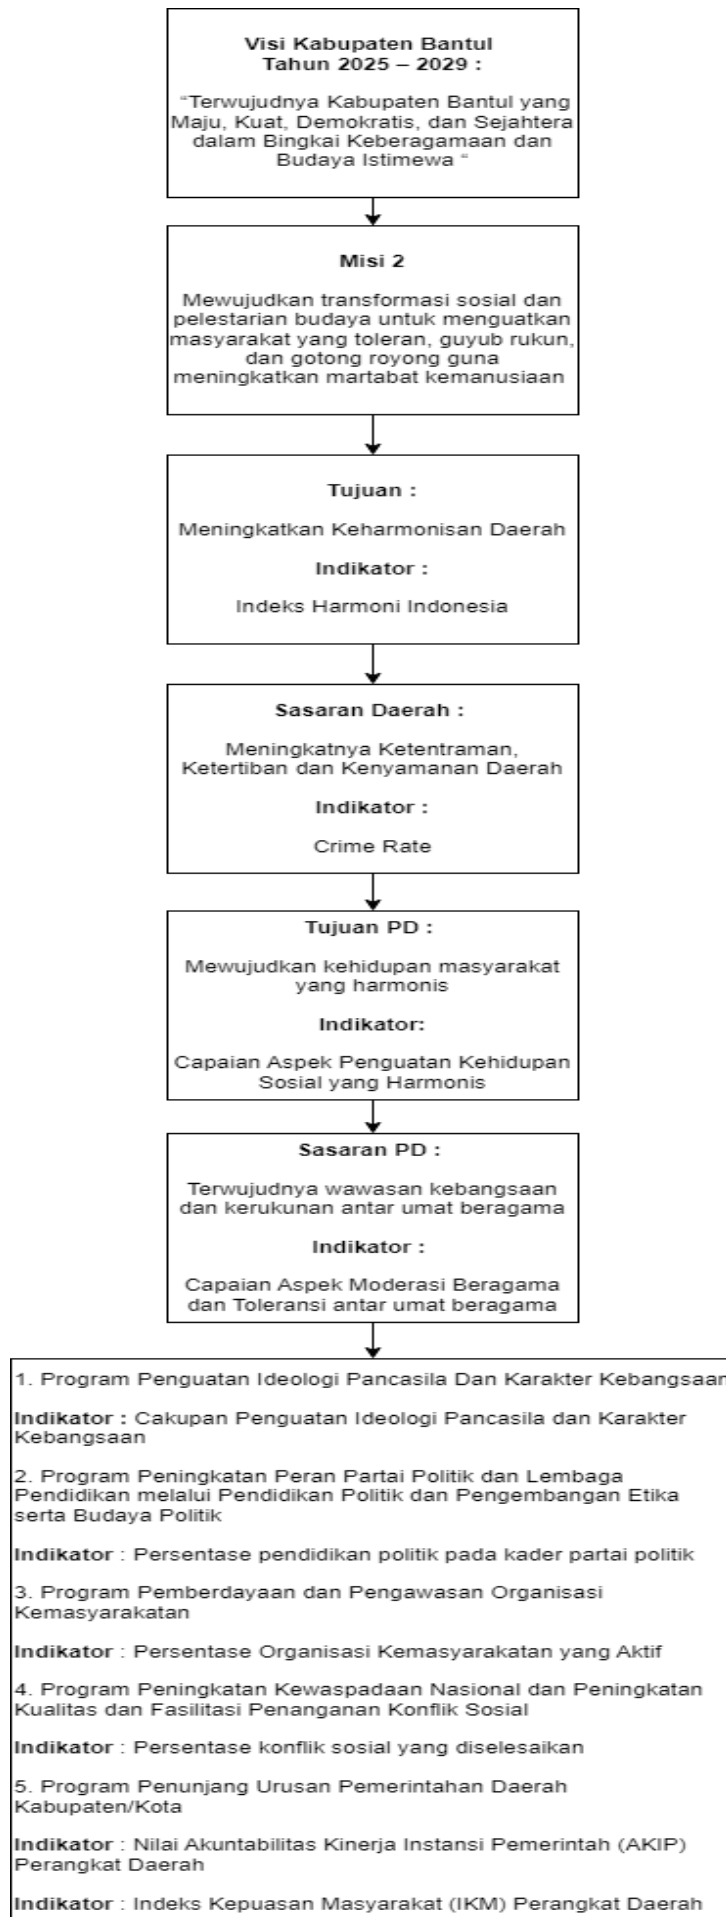 Visi Kabupaten Bantul
Tahun 2025 – 2029 :
“Terwujudnya Kabupaten Bantul yang
Maju, Kuat, Demokratis, dan Sejahtera
dalam Bingkai Keberagamaan dan
Budaya Istimewa “
Misi 2
Mewujudkan transformasi sosial dan
pelestarian budaya untuk menguatkan
masyarakat yang toleran, guyub rukun,
dan gotong royong guna
meningkatkan martabat kemanusiaan
Tujuan :
Meningkatkan Keharmonisan Daerah
Indikator :
Indeks Harmoni Indonesia
Sasaran Daerah :
Meningkatnya Ketentraman,
Ketertiban dan Kenyamanan Daerah
Indikator :
Crime Rate
Tujuan PD :
Mewujudkan kehidupan masyarakat
yang harmonis
Indikator:
Capaian Aspek Penguatan Kehidupan
Sosial yang Harmonis
Sasaran PD :
Terwujudnya wawasan kebangsaan
dan kerukunan antar umat beragama
Indikator :
Capaian Aspek Moderasi Beragama
dan Toleransi antar umat beragama
1. Program Penguatan Ideologi Pancasila Dan Karakter Kebangsaan
Indikator : Cakupan Penguatan Ideologi Pancasila dan Karakter
Kebangsaan
2. Program Peningkatan Peran Partai Politik dan Lembaga
Pendidikan melalui Pendidikan Politik dan Pengembangan Etika
serta Budaya Politik
Indikator : Persentase pendidikan politik pada kader partai politik
3. Program Pemberdayaan dan Pengawasan Organisasi
Kemasyarakatan
Indikator : Persentase Organisasi Kemasyarakatan yang Aktif
4. Program Peningkatan Kewaspadaan Nasional dan Peningkatan
Kualitas dan Fasilitasi Penanganan Konflik Sosial
Indikator : Persentase konflik sosial yang diselesaikan
5. Program Penunjang Urusan Pemerintahan Daerah
Kabupaten/Kota
Indikator : Nilai Akuntabilitas Kinerja Instansi Pemerintah (AKIP)
Perangkat Daerah
Indikator : Indeks Kepuasan Masyarakat (IKM) Perangkat Daerah